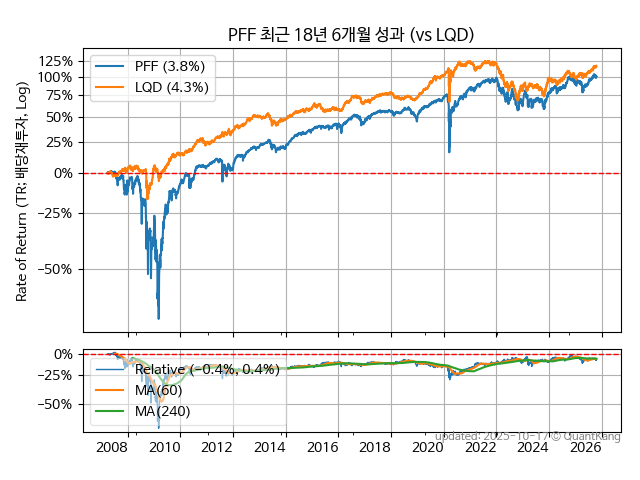 PFF 최근 18년 6개월 성과 (vs LQD)
Rate of Return (TR: 배당재투자, Log)
125%
100%
75%
50%
25%
0%
−25%
−50%
PFF (3.8%)
LQD (4.3%)
0%
−25%
−50%
Relative (−0.4%, 0.4%)
MA(60)
MA(240)
2008 2010 2012 2014 2016 2018 2020 2022 2024 2026
updated: 2025-10-17 © QuantKang